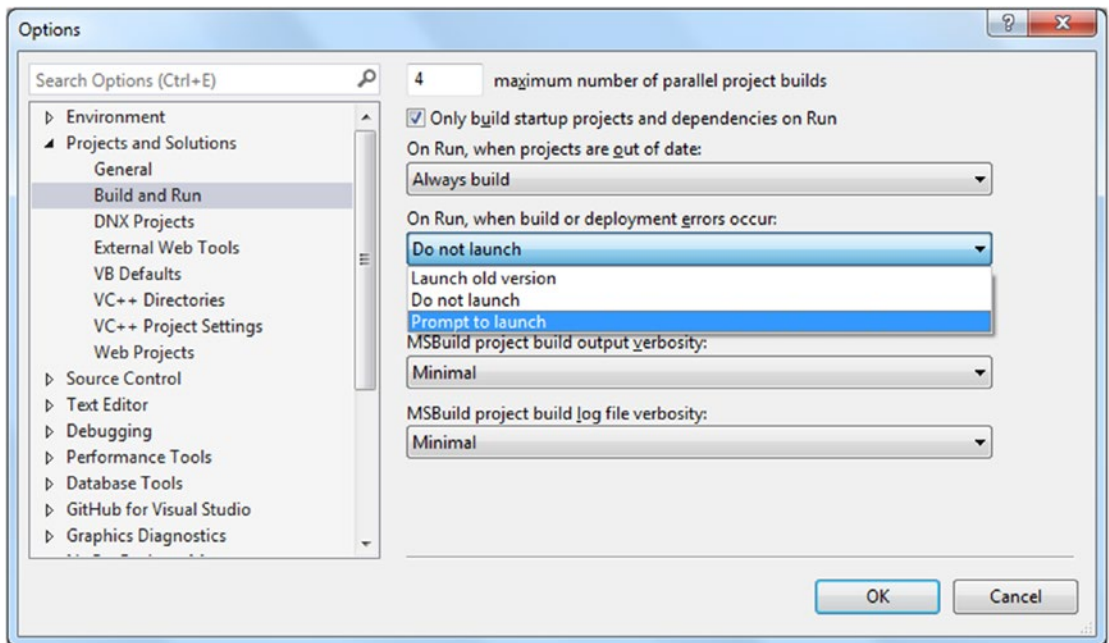 Options
Search Options (Ctrl+E)
Environment
Projects and Solutions
General
Build and Run
DNX Projects
External Web Tools
VB Defaults
VC++ Directories
VC++ Project Settings
Web Projects
Source Control
Text Editor
Debugging
Performance Tools
Database Tools
GitHub for Visual Studio
Graphics Diagnostics
4 maximum number of parallel project builds
Only build startup projects and dependencies on Run
On Run, when projects are out of date:
Always build
On Run, when build or deployment errors occur:
Do not launch
Launch old version
Do not launch
Prompt to launch
MSBuild project build output verbosity:
Minimal
MSBuild project build log file verbosity:
Minimal
OK Cancel